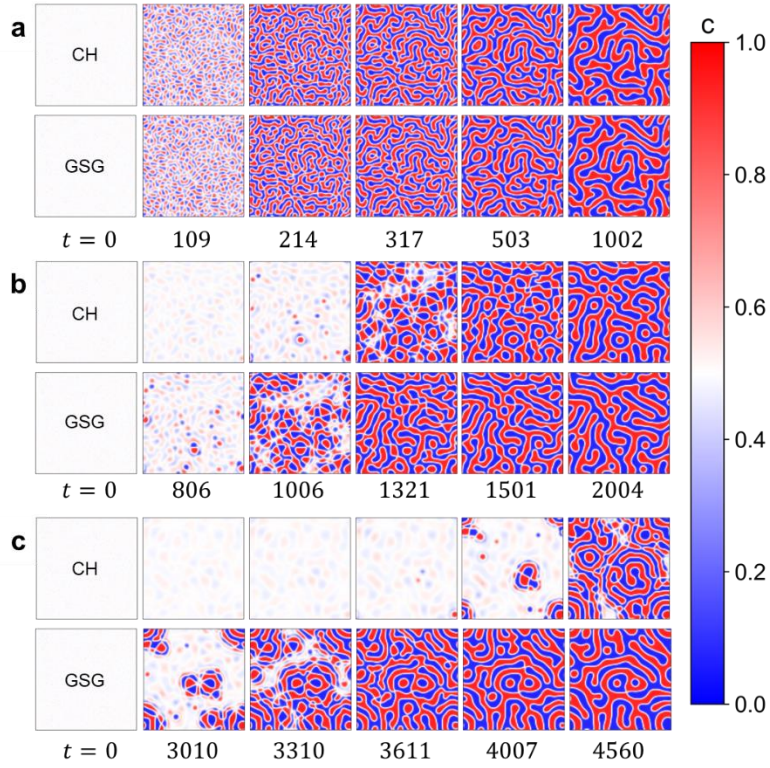 a
CH
GSG
t = 0 109 214 317 503 1002
b
CH
GSG
t = 0 806 1006 1321 1501 2004
c
CH
GSG
t = 0 3010 3310 3611 4007 4560
c
1.0
0.8
0.6
0.4
0.2
0.0